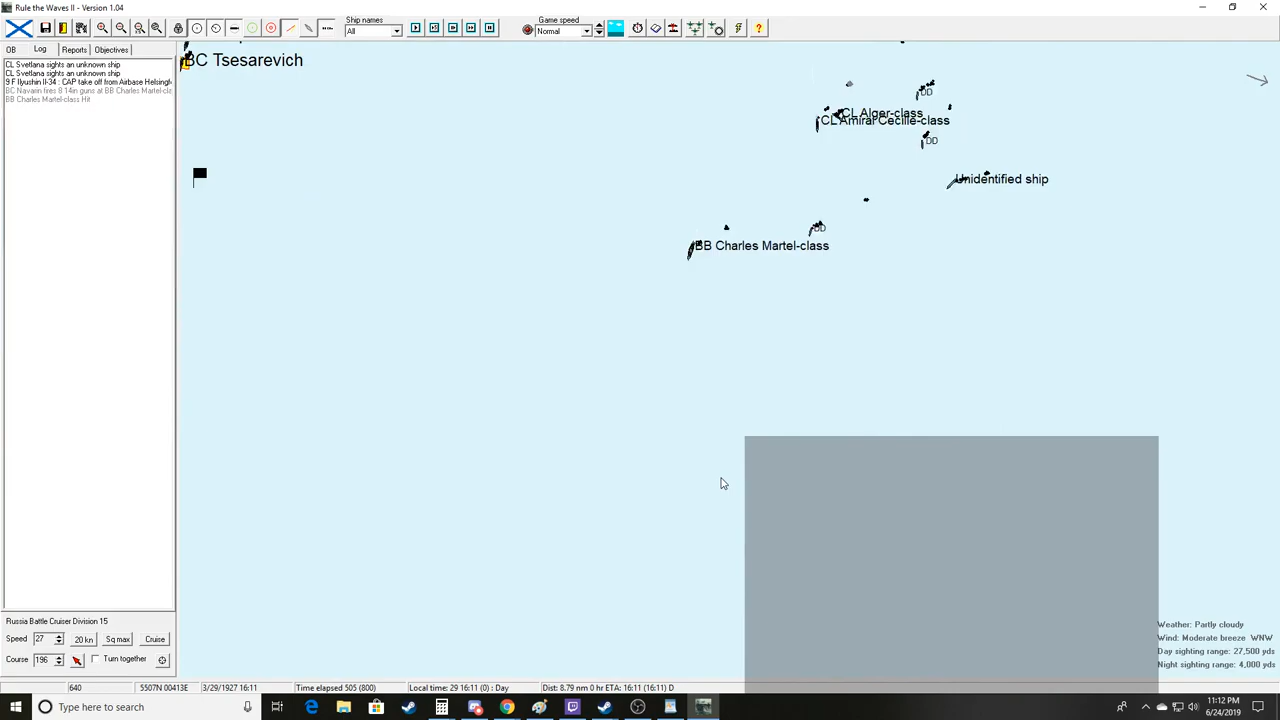 Rule the Waves II - Version 1.04
Ship names
All
Game speed
Normal
OB
Log
Reports
Objectives
CL Svetlana sights an unknown ship
CL Svetlana sights an unknown ship
9 F Ilyushin Il-34 : CAP take off from Airbase Helsingf
BC Navarin fires 8 14in guns at BB Charles Martel-cla
BB Charles Martel-class Hit
BC Tsesarevich
CL Alger-class
CL Amiral Cecille-class
DD
DD
Unidentified ship
DD
BB Charles Martel-class
Weather: Partly cloudy
Wind: Moderate breeze WNW
Day sighting range: 27,500 yds
Night sighting range: 4,000 yds
Russia Battle Cruiser Division 15
Speed 27 20 kn Sq max Cruise
Course 196 Turn together
640 5507N 00413E 3/29/1927 16:11 Time elapsed 505 (800) Local time: 29 16:11 (0) : Day Dist: 8.79 nm 0 hr ETA: 16:11 (16:11) D
Type here to search
11:12 PM
6/24/2019